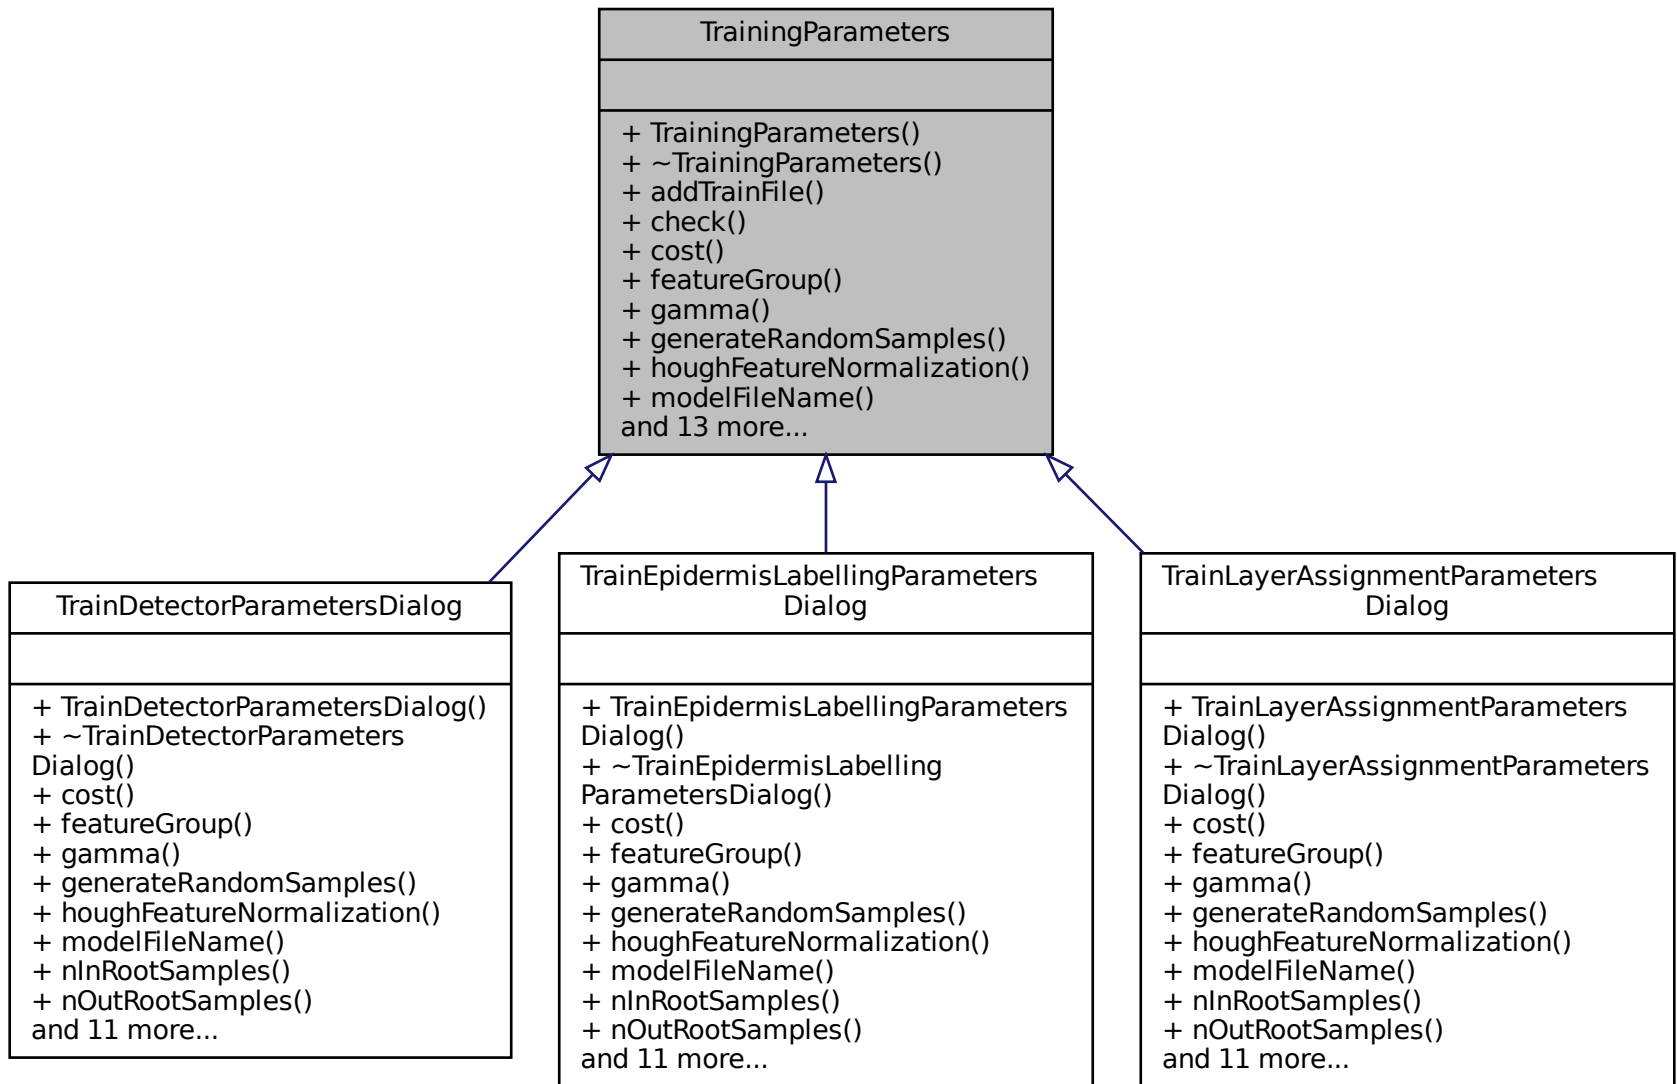 TrainingParameters
+ TrainingParameters()
+ ~TrainingParameters()
+ addTrainFile()
+ check()
+ cost()
+ featureGroup()
+ gamma()
+ generateRandomSamples()
+ houghFeatureNormalization()
+ modelFileName()
and 13 more...
TrainDetectorParametersDialog
+ TrainDetectorParametersDialog()
+ ~TrainDetectorParameters
Dialog()
+ cost()
+ featureGroup()
+ gamma()
+ generateRandomSamples()
+ houghFeatureNormalization()
+ modelFileName()
+ nInRootSamples()
+ nOutRootSamples()
and 11 more...
TrainEpidermisLabellingParameters
Dialog
+ TrainEpidermisLabellingParameters
Dialog()
+ ~TrainEpidermisLabelling
ParametersDialog()
+ cost()
+ featureGroup()
+ gamma()
+ generateRandomSamples()
+ houghFeatureNormalization()
+ modelFileName()
+ nInRootSamples()
+ nOutRootSamples()
and 11 more...
TrainLayerAssignmentParameters
Dialog
+ TrainLayerAssignmentParameters
Dialog()
+ ~TrainLayerAssignmentParameters
Dialog()
+ cost()
+ featureGroup()
+ gamma()
+ generateRandomSamples()
+ houghFeatureNormalization()
+ modelFileName()
+ nInRootSamples()
+ nOutRootSamples()
and 11 more...